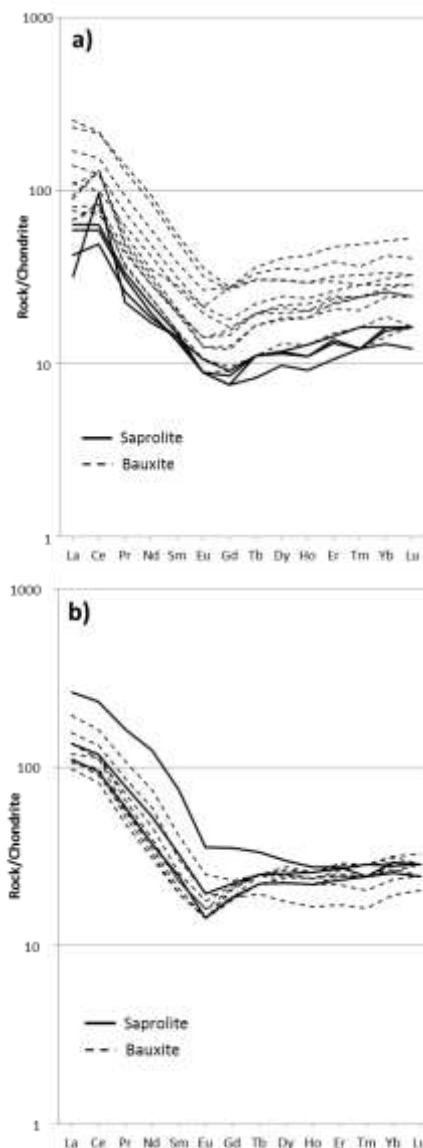 1000
a)
100
Rock/Chondrite
10
Saprolite
Bauxite
1
La Ce Pr Nd Sm Eu Gd Tb Dy Ho Er Tm Yb Lu
1000
b)
100
Rock/Chondrite
10
Saprolite
Bauxite
1
La Ce Pr Nd Sm Eu Gd Tb Dy Ho Er Tm Yb Lu